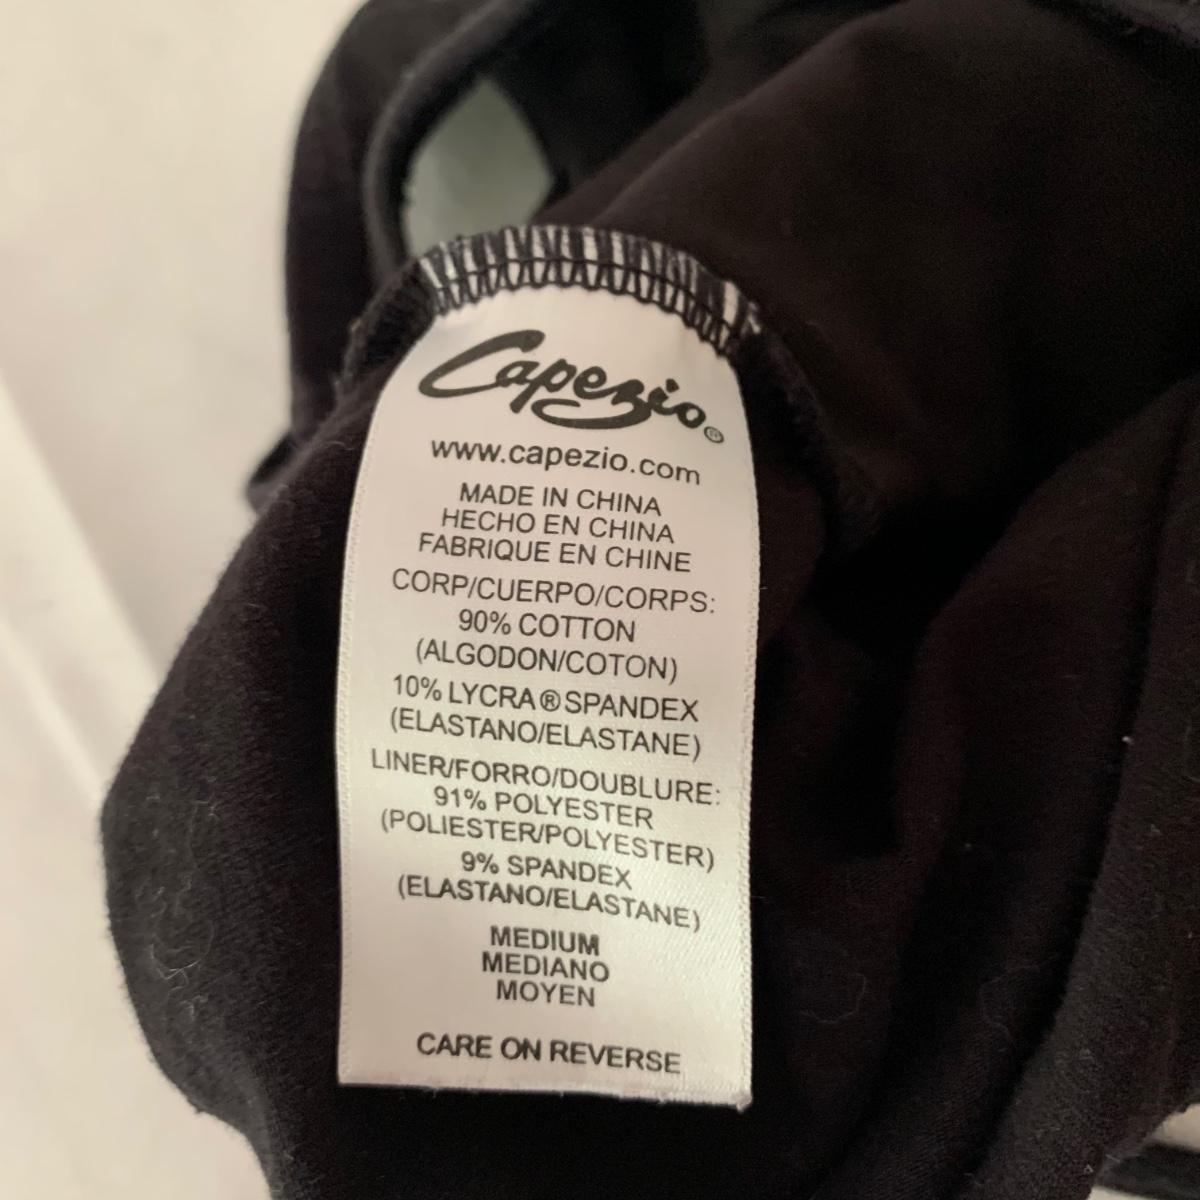 Capezio®
www.capezio.com
MADE IN CHINA
HECHO EN CHINA
FABRIQUE EN CHINE
CORP/CUERPO/CORPS:
90% COTTON
(ALGODON/COTON)
10% LYCRA®SPANDEX
(ELASTANO/ELASTANE)
LINER/FORRO/DOUBLURE:
91% POLYESTER
(POLIESTER/POLYESTER)
9% SPANDEX
(ELASTANO/ELASTANE)
MEDIUM
MEDIANO
MOYEN
CARE ON REVERSE